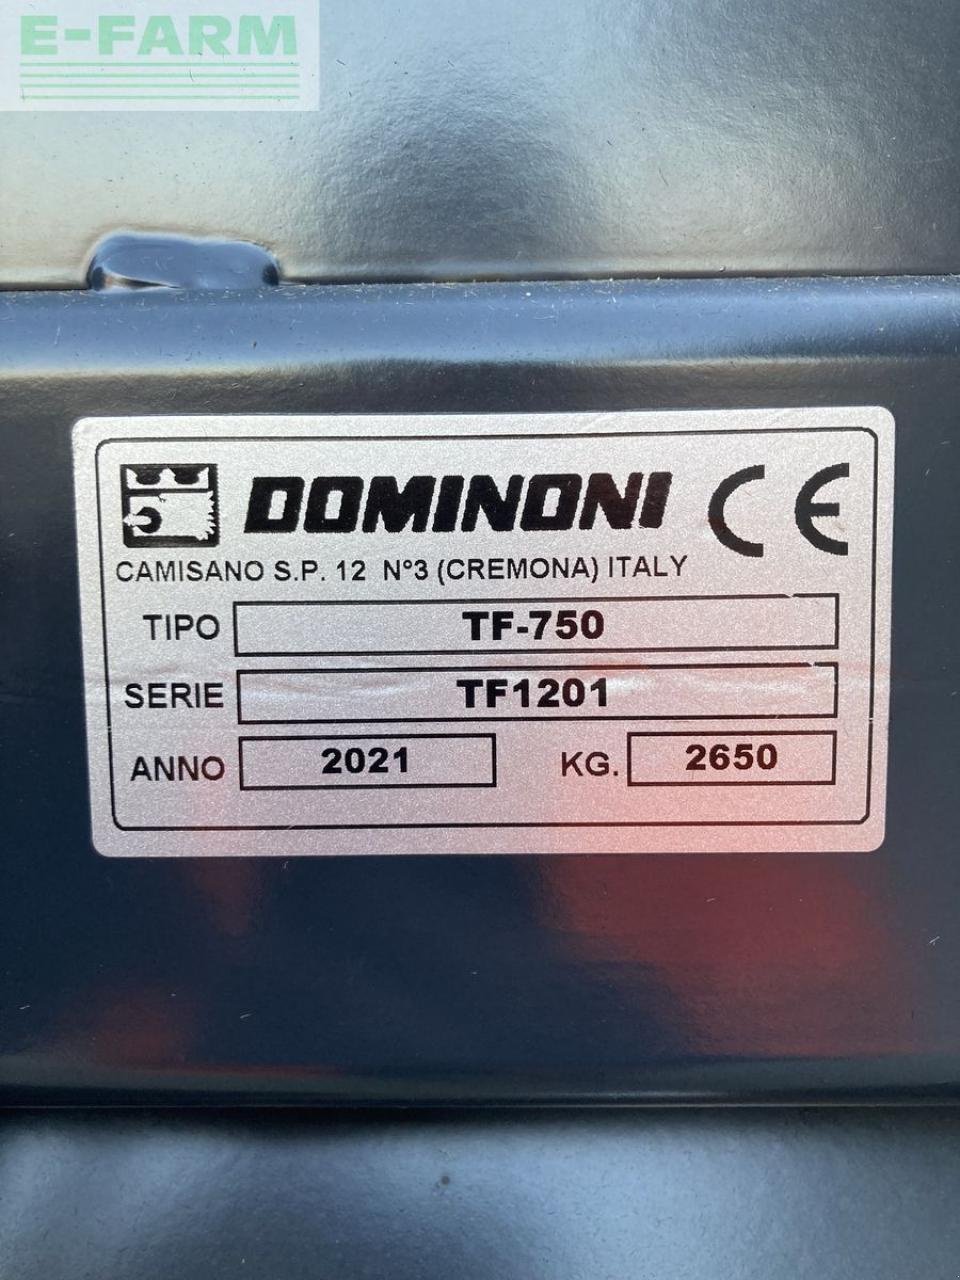 E-FARM
DOMINONI CE
CAMISANO S.P. 12 N°3 (CREMONA) ITALY
TIPO TF-750
SERIE TF1201
ANNO 2021 KG. 2650